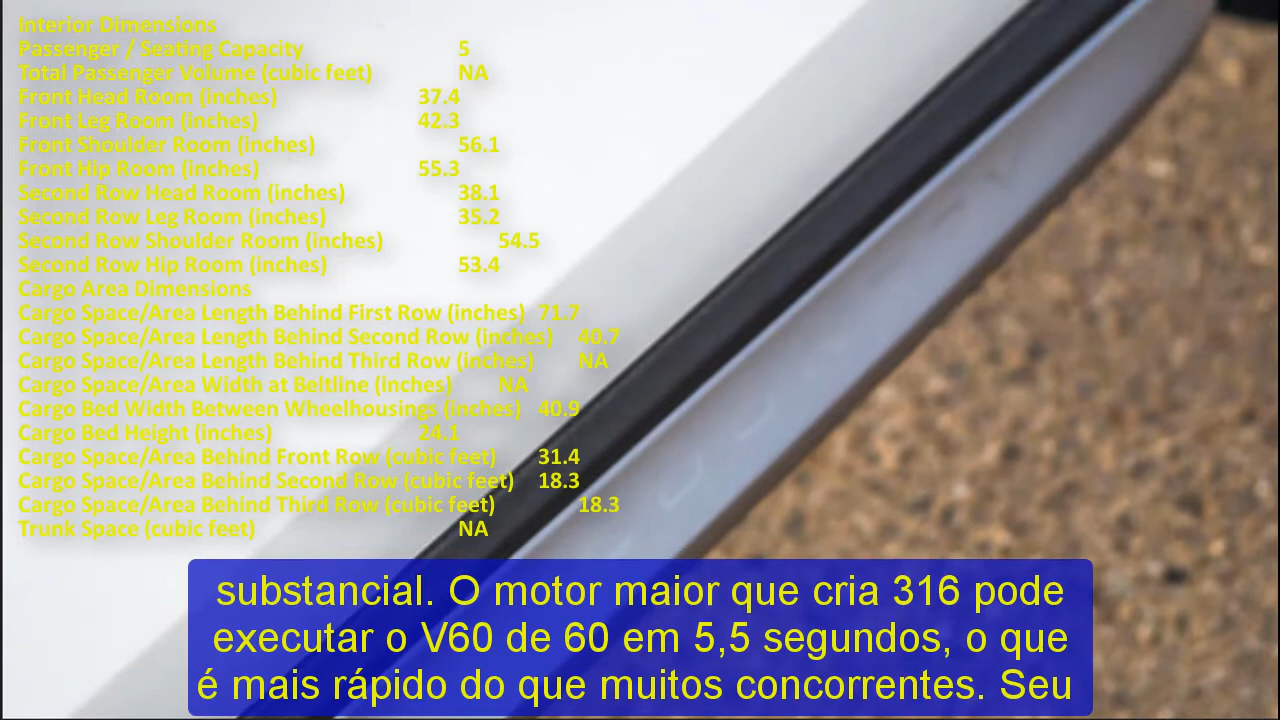 Interior Dimensions
Passenger / Seating Capacity 5
Total Passenger Volume (cubic feet) NA
Front Head Room (inches) 37.4
Front Leg Room (inches) 42.3
Front Shoulder Room (inches) 56.1
Front Hip Room (inches) 55.3
Second Row Head Room (inches) 38.1
Second Row Leg Room (inches) 35.2
Second Row Shoulder Room (inches) 54.5
Second Row Hip Room (inches) 53.4
Cargo Area Dimensions
Cargo Space/Area Length Behind First Row (inches) 71.7
Cargo Space/Area Length Behind Second Row (inches) 40.7
Cargo Space/Area Length Behind Third Row (inches) NA
Cargo Space/Area Width at Beltline (inches) NA
Cargo Bed Width Between Wheelhousings (inches) 40.9
Cargo Bed Height (inches) 24.1
Cargo Space/Area Behind Front Row (cubic feet) 31.4
Cargo Space/Area Behind Second Row (cubic feet) 18.3
Cargo Space/Area Behind Third Row (cubic feet) 18.3
Trunk Space (cubic feet) NA
substancial. O motor maior que cria 316 pode
executar o V60 de 60 em 5,5 segundos, o que
é mais rápido do que muitos concorrentes. Seu